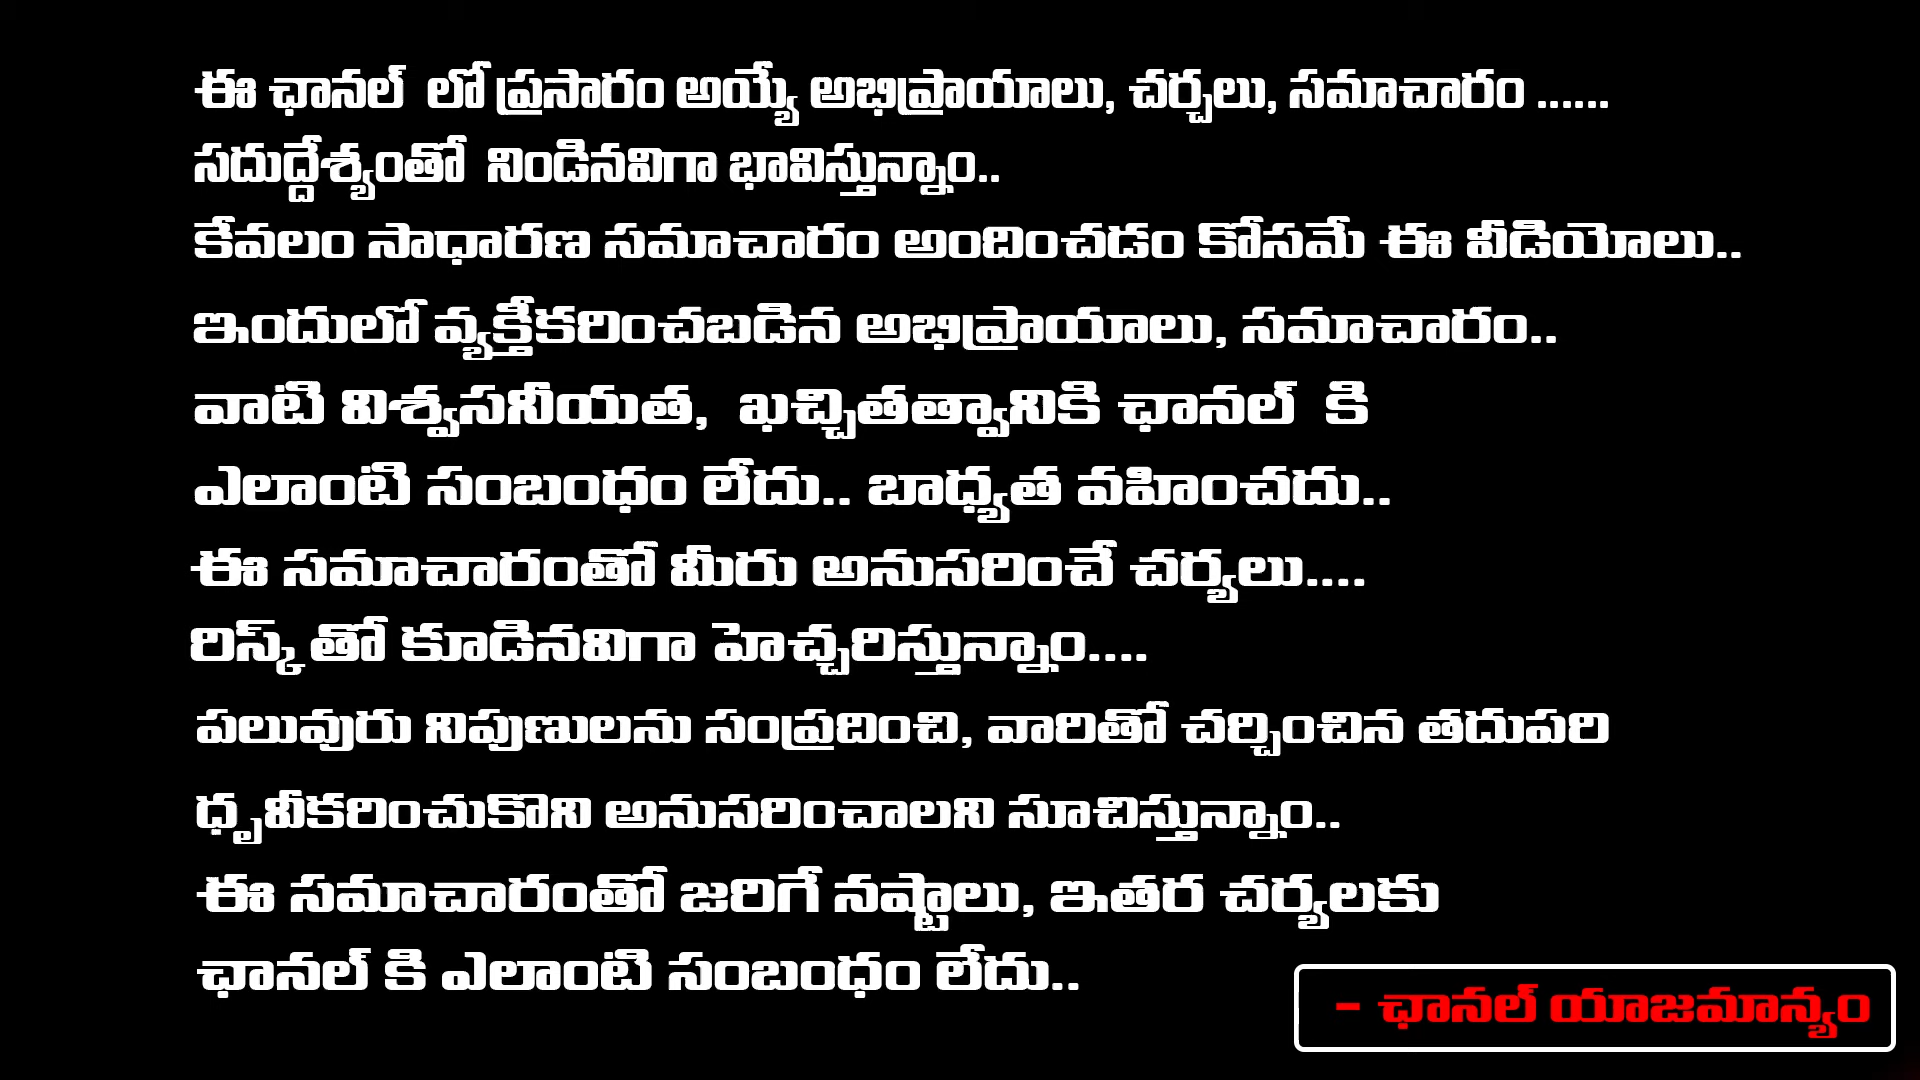 ఈ ఛానల్ లో ప్రసారం అయ్యే అభిప్రాయాలు, చర్చలు, సమాచారం ......
సదుద్దేశ్యంతో నిండినవిగా భావిస్తున్నాం..
కేవలం సాధారణ సమాచారం అందించడం కోసమే ఈ వీడియోలు..
ఇందులో వ్యక్తీకరించబడిన అభిప్రాయాలు, సమాచారం..
వాటి విశ్వసనీయత, ఖచ్చితత్వానికి ఛానల్ కి
ఎలాంటి సంబంధం లేదు.. బాధ్యత వహించదు..
ఈ సమాచారంతో మీరు అనుసరించే చర్యలు....
రిస్క్ తో కూడినవిగా హెచ్చరిస్తున్నాం....
పలువురు నిపుణులను సంప్రదించి, వారితో చర్చించిన తదుపరి
ధృవీకరించుకొని అనుసరించాలని సూచిస్తున్నాం..
ఈ సమాచారంతో జరిగే నష్టాలు, ఇతర చర్యలకు
ఛానల్ కి ఎలాంటి సంబంధం లేదు..
- ఛానల్ యాజమాన్యం